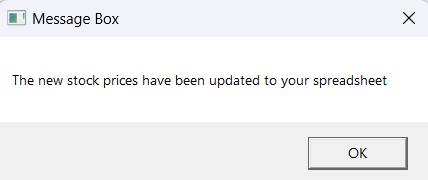 Message Box
The new stock prices have been updated to your spreadsheet
OK